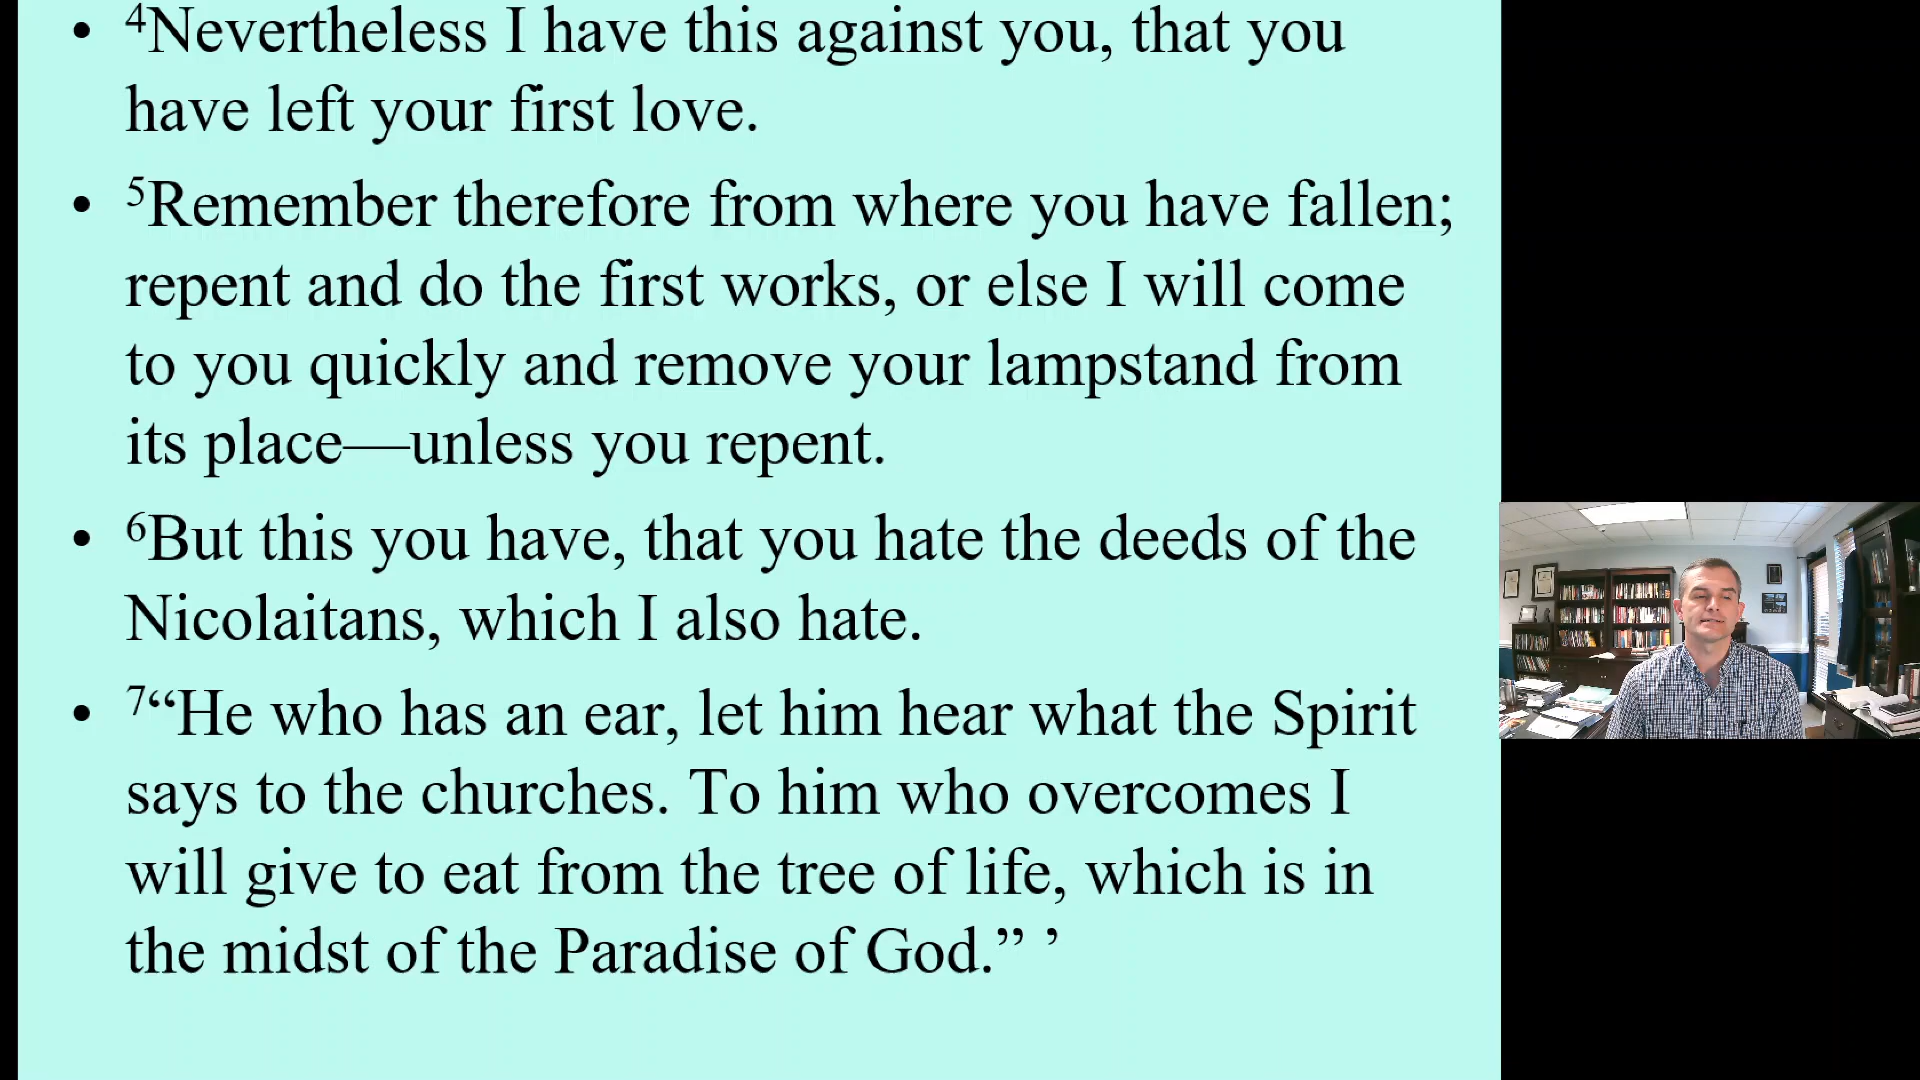 • ⁴Nevertheless I have this against you, that you
have left your first love.
• ⁵Remember therefore from where you have fallen;
repent and do the first works, or else I will come
to you quickly and remove your lampstand from
its place—unless you repent.
• ⁶But this you have, that you hate the deeds of the
Nicolaitans, which I also hate.
• ⁷“He who has an ear, let him hear what the Spirit
says to the churches. To him who overcomes I
will give to eat from the tree of life, which is in
the midst of the Paradise of God.” ’